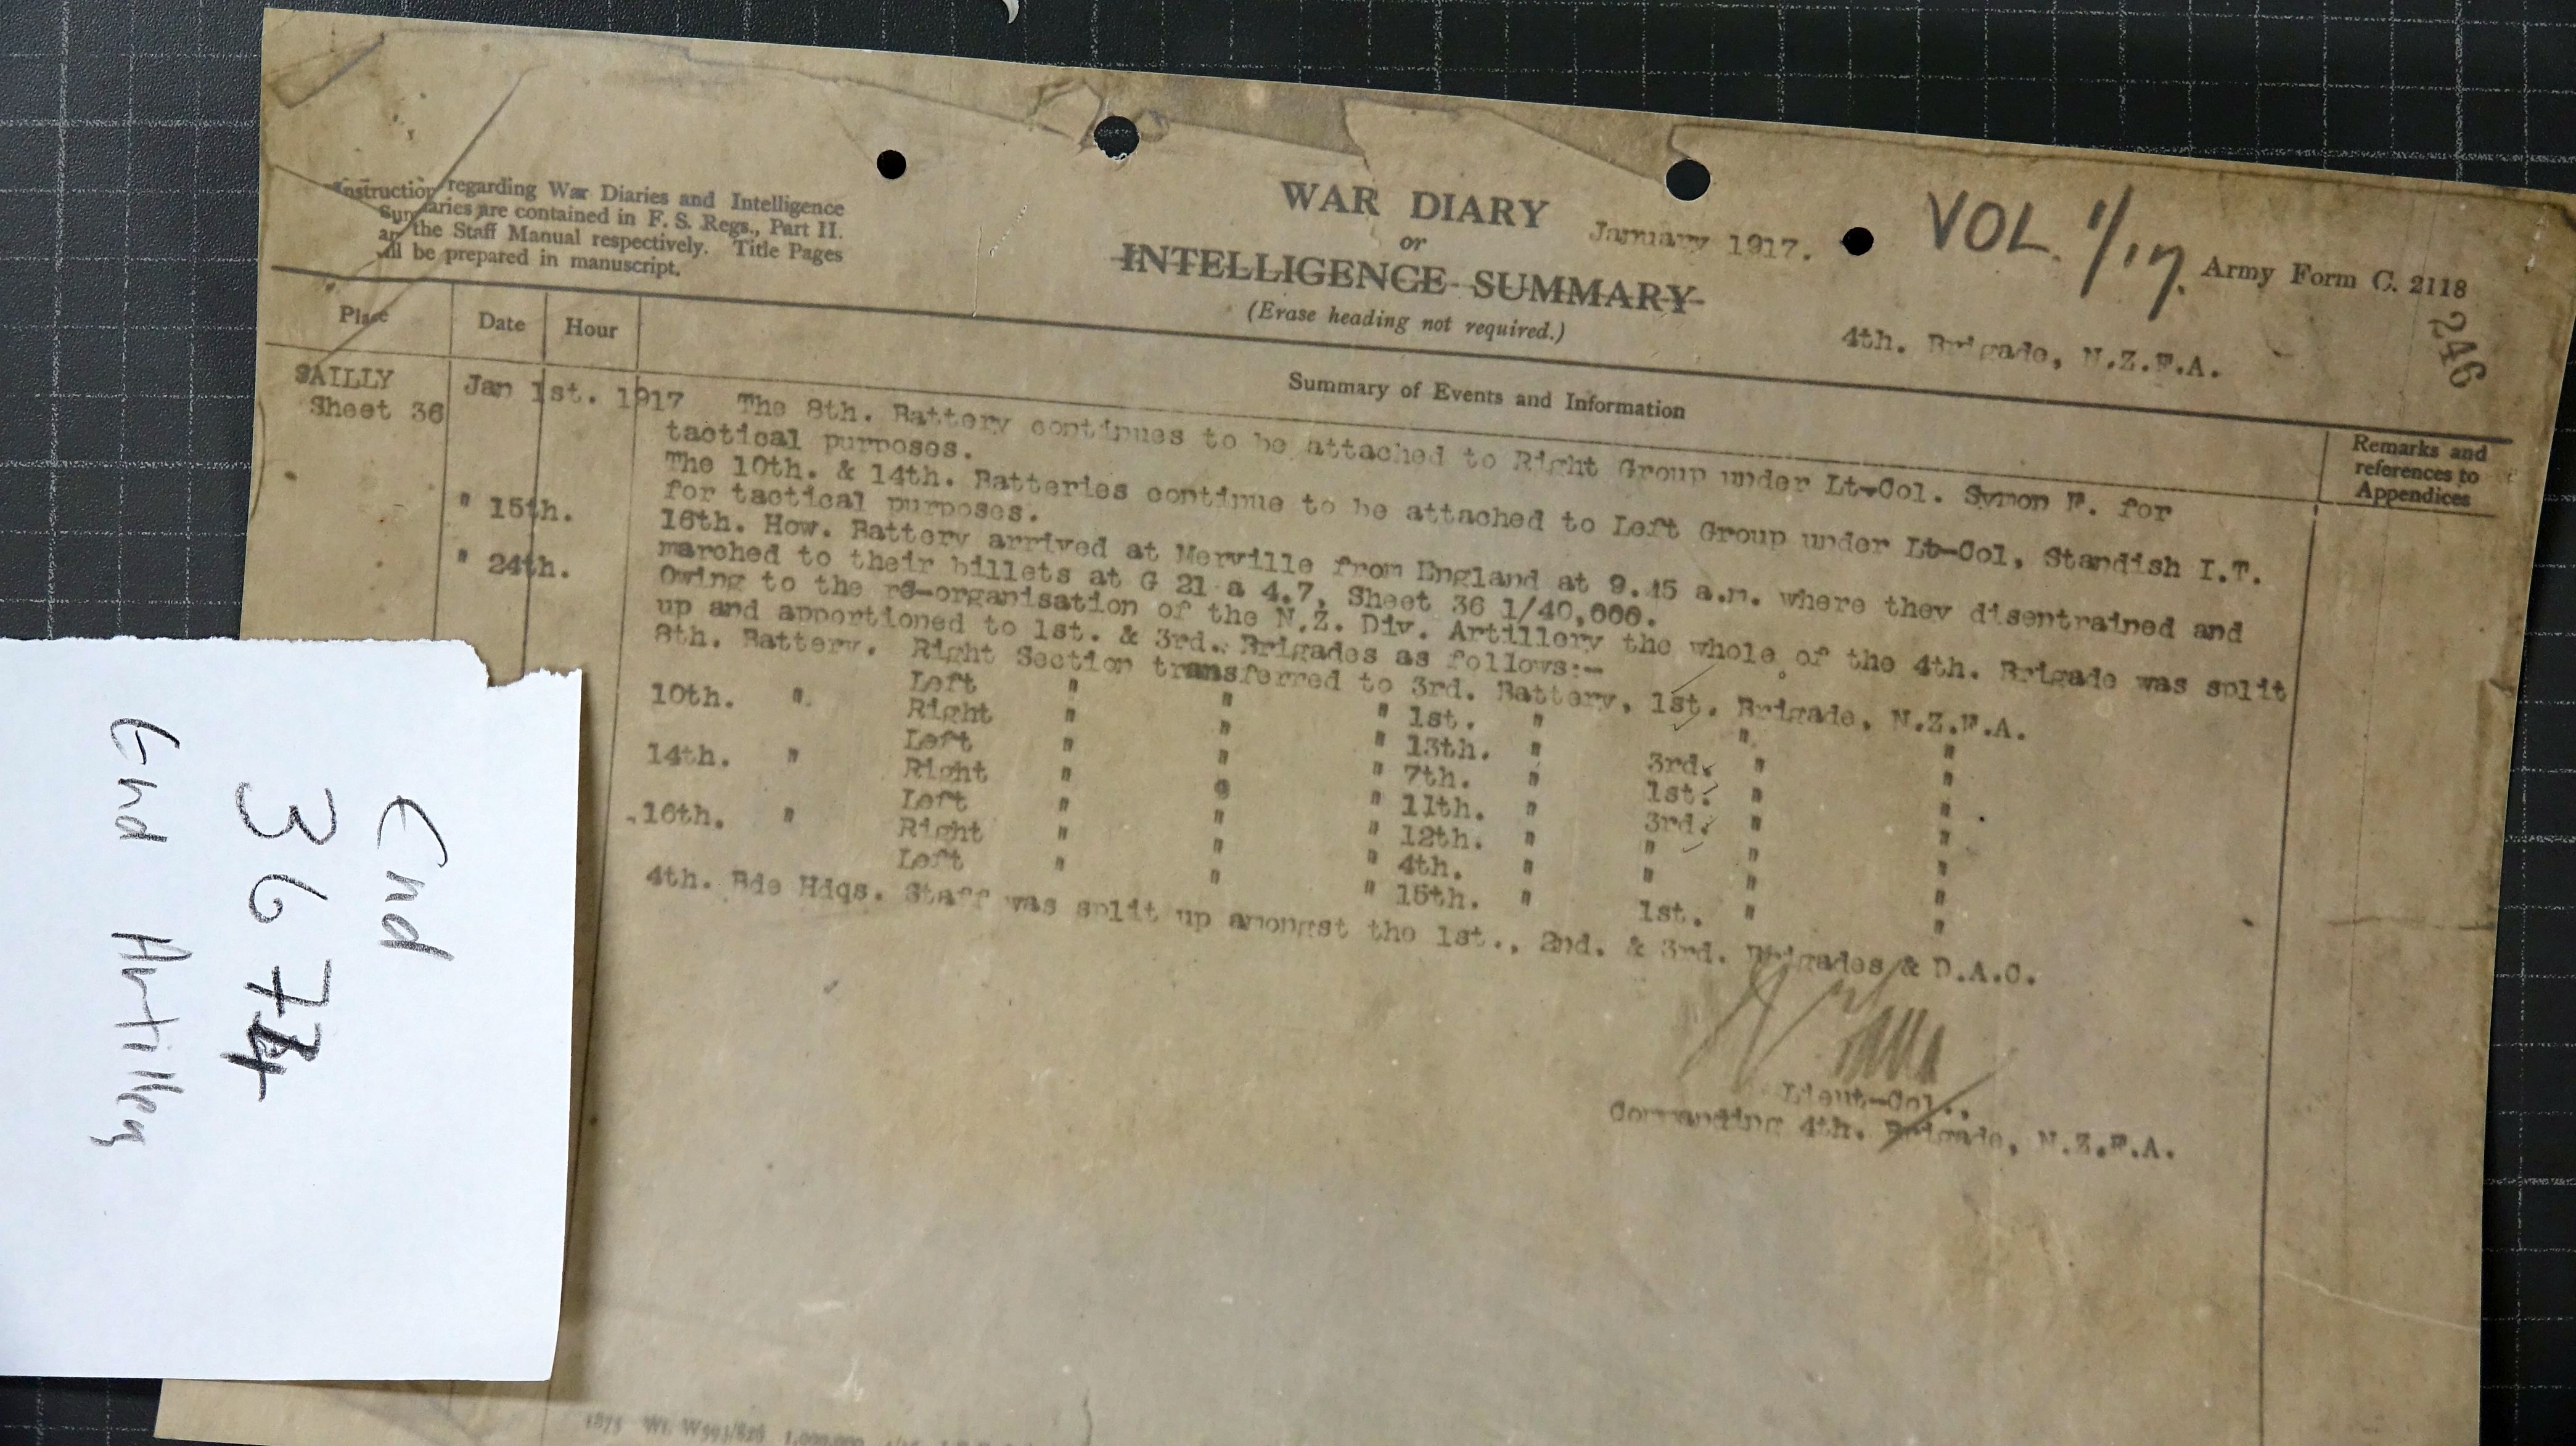 Instruction regarding War Diaries and Intelligence
Summaries are contained in F. S. Regs., Part II.
and the Staff Manual respectively. Title Pages
will be prepared in manuscript.
WAR DIARY
or
INTELLIGENCE SUMMARY
(Erase heading not required.)
January 1917.
VOL. 1/17.
Army Form C. 2118
246
4th. Brigade, N.Z.F.A.
Place
Date
Hour
Summary of Events and Information
Remarks and
references to
Appendices
SAILLY
Sheet 36
Jan 1st. 1917 The 8th. Battery continues to be attached to Right Group under Lt-Col. Symon F. for
tactical purposes.
The 10th. & 14th. Batteries continue to be attached to Left Group under Lt-Col, Standish I.T.
for tactical purposes.
" 15th. 16th. How. Battery arrived at Merville from England at 9.45 a.m. where they disentrained and
marched to their billets at G 21 a 4.7, Sheet 36 1/40,000.
" 24th. Owing to the re-organisation of the N.Z. Div. Artillery the whole of the 4th. Brigade was split
up and apportioned to 1st. & 3rd. Brigades as follows:-
8th. Battery. Right Section transferred to 3rd. Battery, 1st. Brigade, N.Z.F.A.
Left " " " 1st. " " "
10th. " Right " " " 13th. " 3rd. " "
Left " " " 7th. " 1st. " "
14th. " Right " " " 11th. " 3rd. " "
Left " " " 12th. " " " "
16th. " Right " " " 4th. " " " "
Left " " " 15th. " 1st. " "
4th. Bde Hdqs. Staff was split up amongst the 1st., 2nd. & 3rd. Brigades & D.A.C.
Lieut-Col.,
Commanding 4th. Brigade, N.Z.F.A.
End
3674
End Artillery